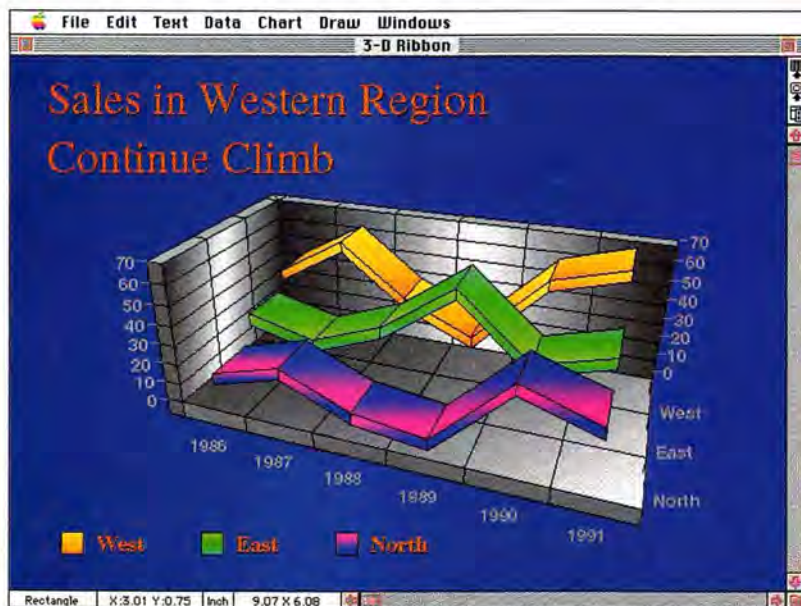 File Edit Text Data Chart Draw Windows
3-D Ribbon
Sales in Western Region
Continue Climb
70
60
50
40
30
20
10
0
70
60
50
40
30
20
10
0
West
East
North
1986
1987
1988
1989
1990
1991
West East North
Rectangle X:3.01 Y:0.75 Inch 9.07 X 6.08